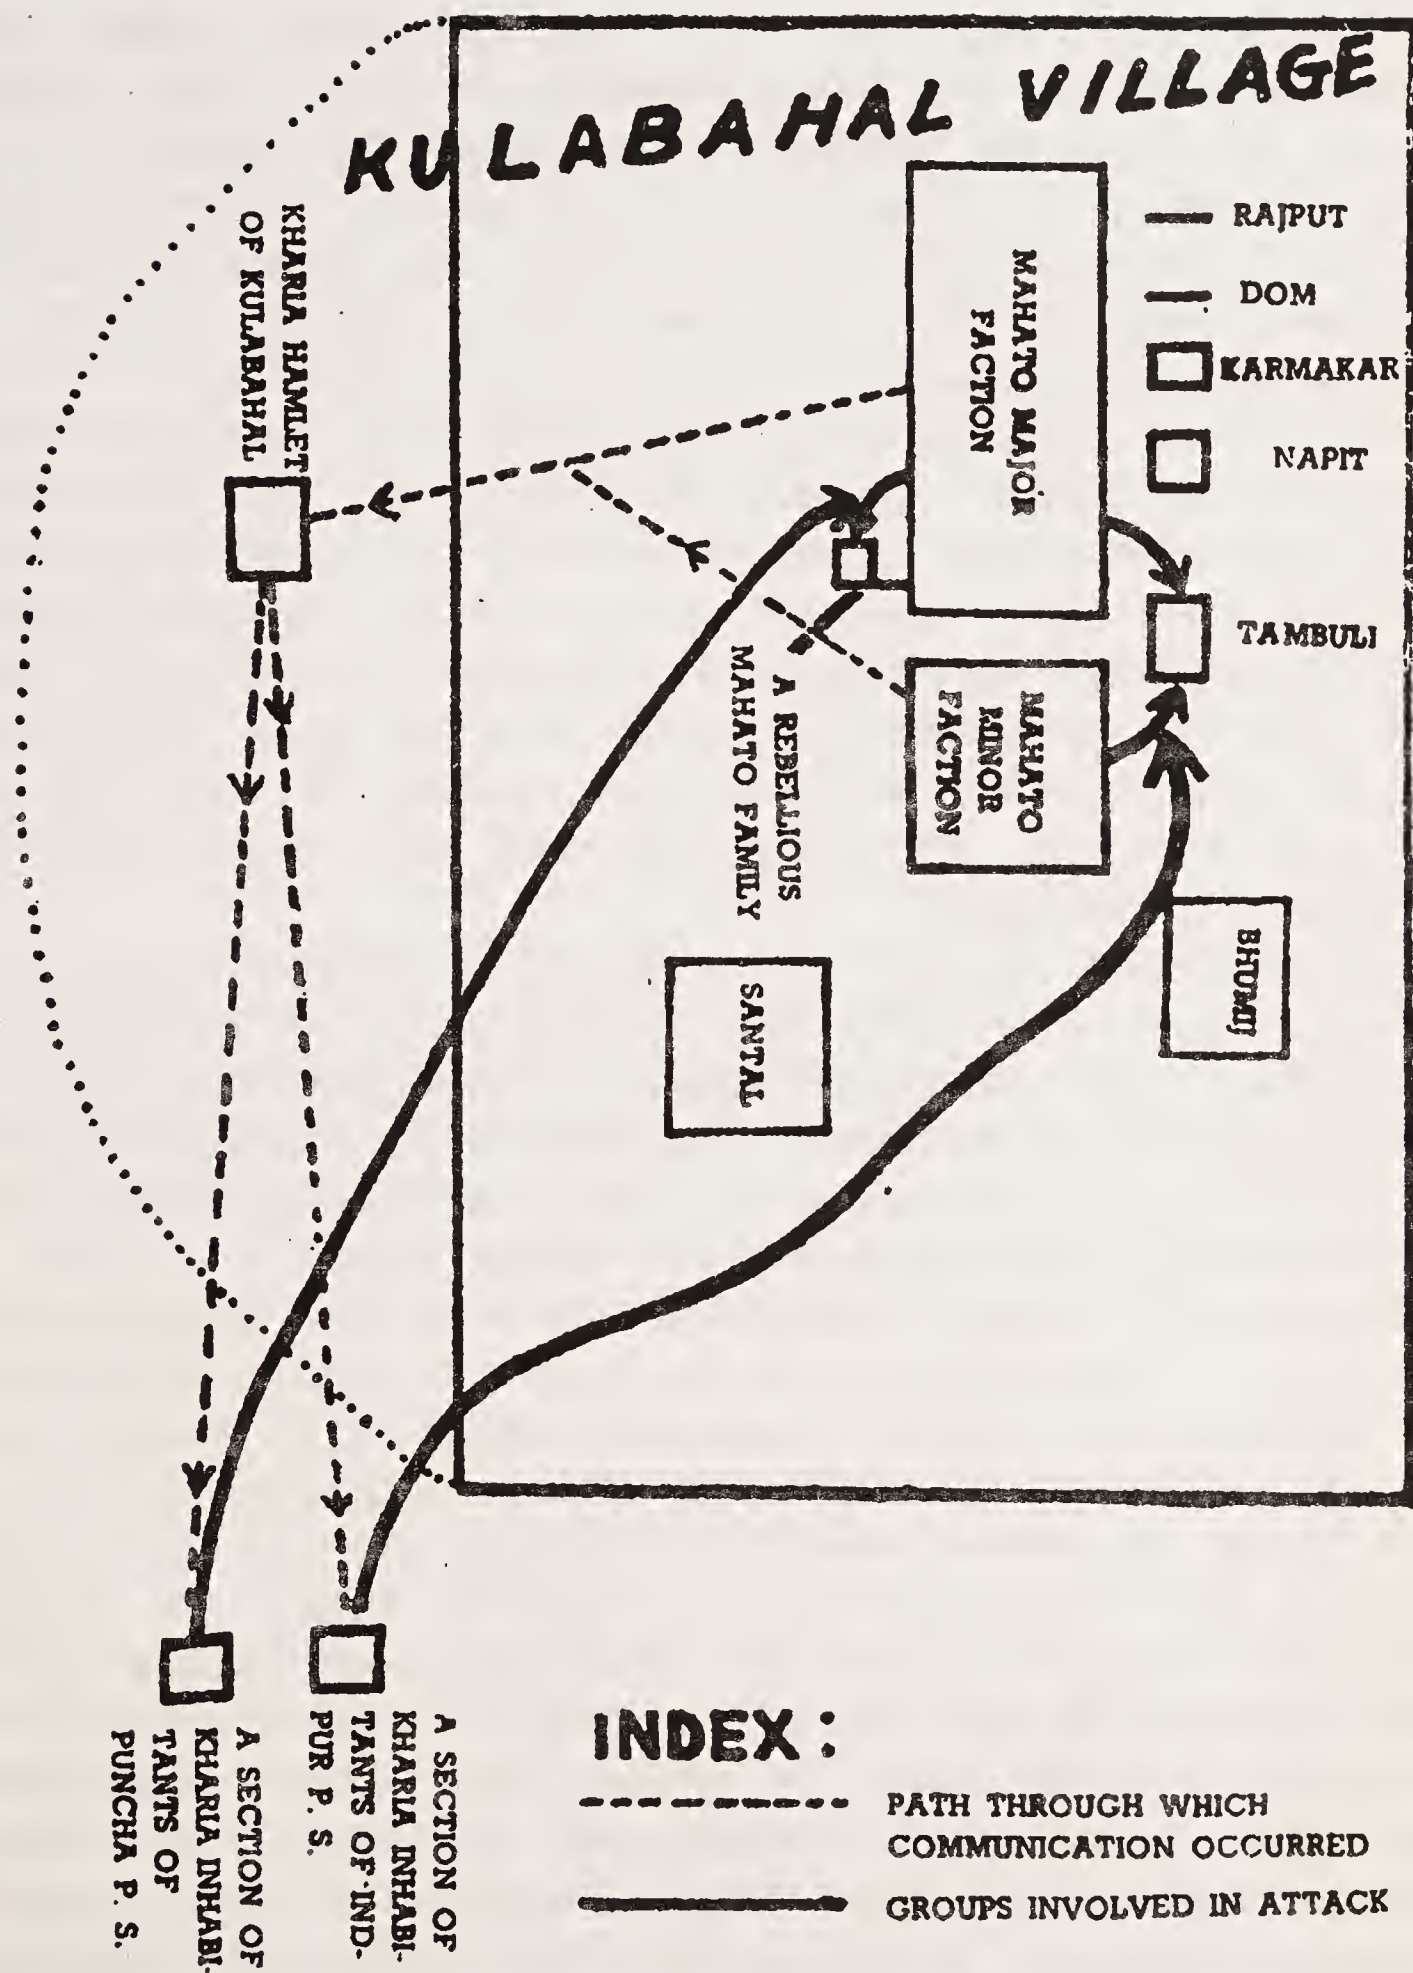 KULABAHAL VILLAGE
RAJPUT
DOM
KARMAKAR
NAPIT
TAMBULI
MAHATO MAJOR
FACTION
MAHATO
MINOR
FACTION
A REBELLIOUS
MAHATO FAMILY
KHARIA HAMLET
OF KULABAHAL
BHUMIJ
SANTAL
A SECTION OF
KHARIA INHABI-
TANTS OF IND-
PUR P. S.
A SECTION OF
KHARIA INHABI-
TANTS OF
PUNCHA P. S.
INDEX :
PATH THROUGH WHICH
COMMUNICATION OCCURRED
GROUPS INVOLVED IN ATTACK